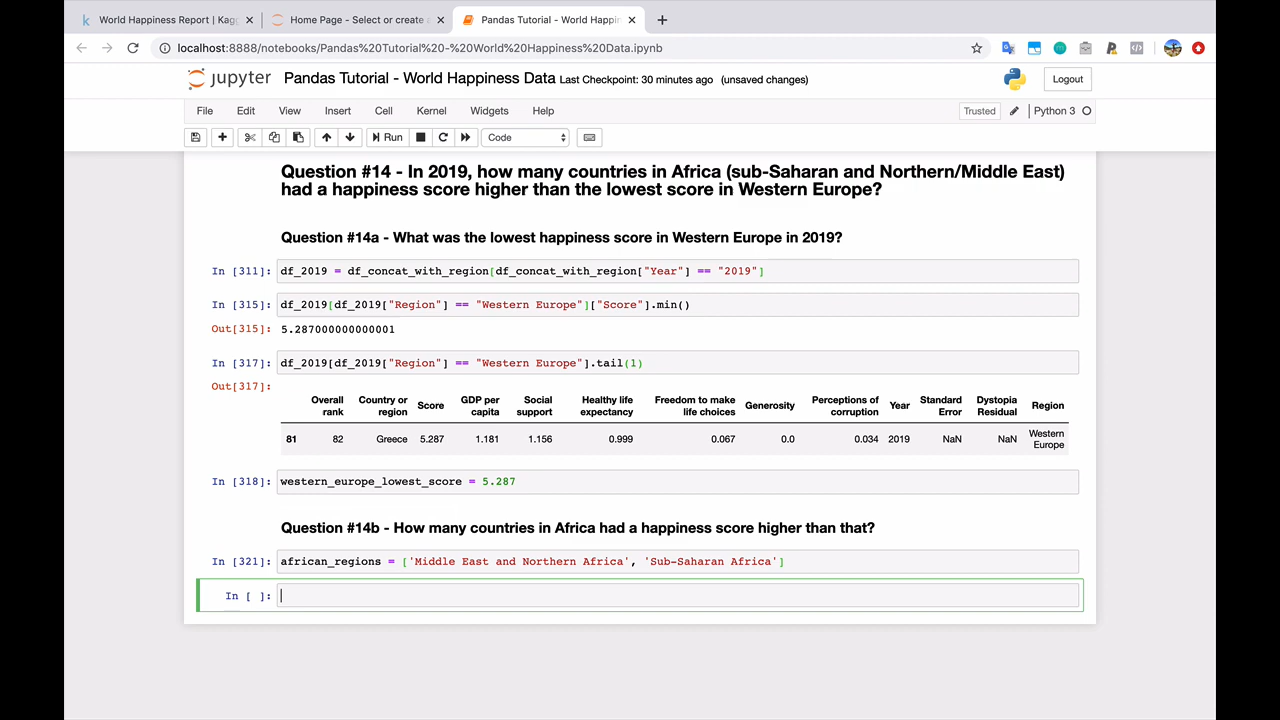 World Happiness Report | Kagg
Home Page - Select or create a
Pandas Tutorial - World Happin
localhost:8888/notebooks/Pandas%20Tutorial%20-%20World%20Happiness%20Data.ipynb
jupyter Pandas Tutorial - World Happiness Data Last Checkpoint: 30 minutes ago (unsaved changes) Logout
File Edit View Insert Cell Kernel Widgets Help Trusted Python 3
Run Code
Question #14 - In 2019, how many countries in Africa (sub-Saharan and Northern/Middle East)
had a happiness score higher than the lowest score in Western Europe?
Question #14a - What was the lowest happiness score in Western Europe in 2019?
In [311]: df_2019 = df_concat_with_region[df_concat_with_region["Year"] == "2019"]
In [315]: df_2019[df_2019["Region"] == "Western Europe"]["Score"].min()
Out[315]: 5.287000000000001
In [317]: df_2019[df_2019["Region"] == "Western Europe"].tail(1)
Out[317]:
Overall rank Country or region Score GDP per capita Social support Healthy life expectancy Freedom to make life choices Generosity Perceptions of corruption Year Standard Error Dystopia Residual Region
81 82 Greece 5.287 1.181 1.156 0.999 0.067 0.0 0.034 2019 NaN NaN Western Europe
In [318]: western_europe_lowest_score = 5.287
Question #14b - How many countries in Africa had a happiness score higher than that?
In [321]: african_regions = ['Middle East and Northern Africa', 'Sub-Saharan Africa']
In [ ]: